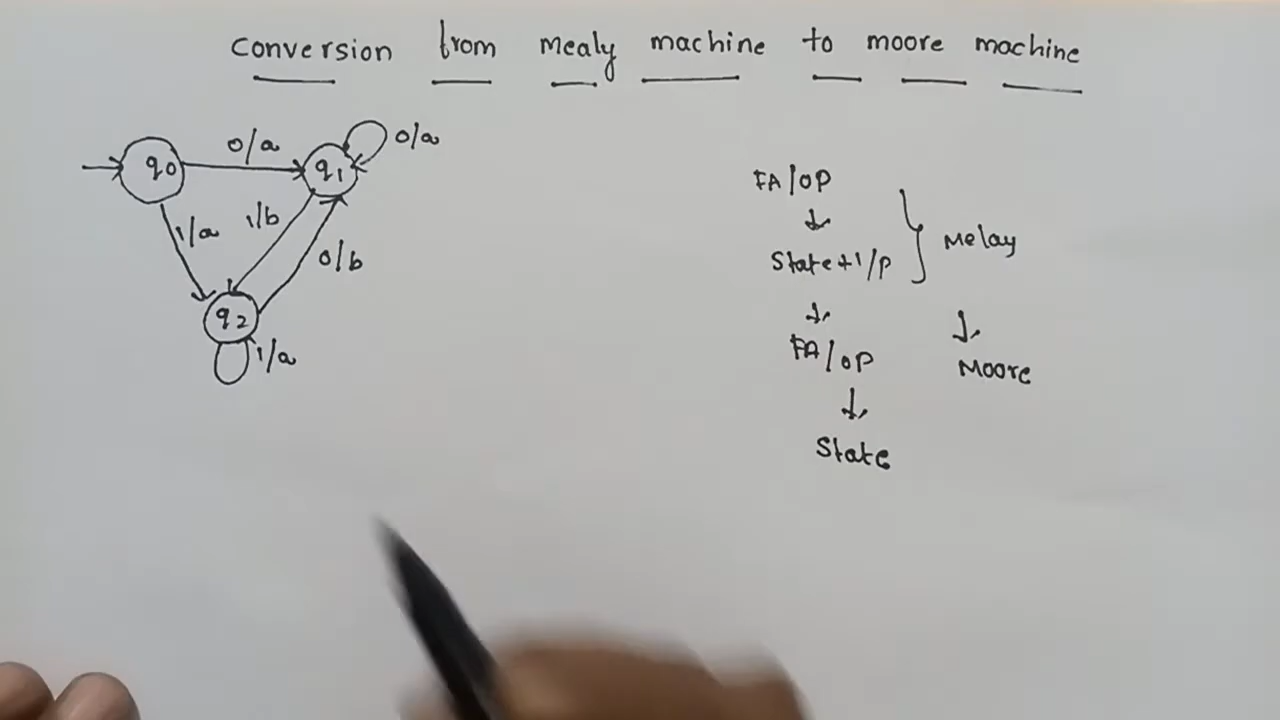 conversion from mealy machine to moore machine
0/a
0/a
q0
q1
1/a
1/b
0/b
q2
1/a
FA/OP
State+1/p
Melay
FA/OP
Moore
State